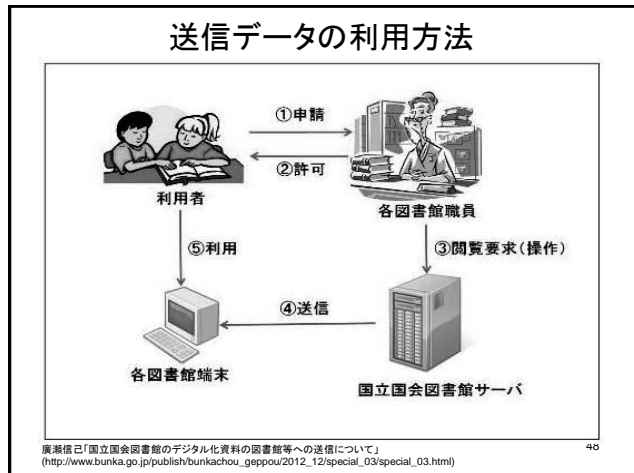 送信データの利用方法
①申請
②許可
利用者
各図書館職員
⑤利用
③閲覧要求(操作)
④送信
各図書館端末
国立国会図書館サーバ
廣瀬信己「国立国会図書館のデジタル化資料の図書館等への送信について」
(http://www.bunka.go.jp/publish/bunkachou_geppou/2012_12/special_03/special_03.html)
48